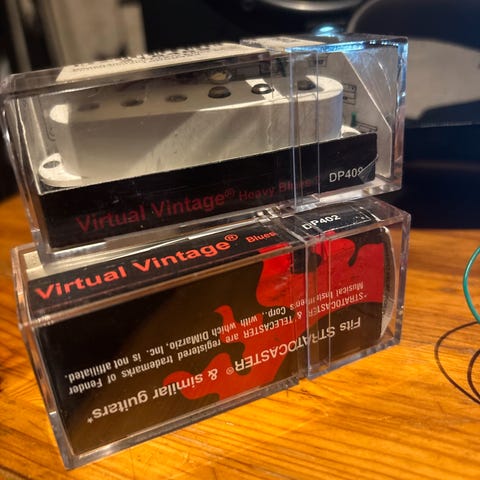 Virtual Vintage® Heavy Blues
DP402
Virtual Vintage® Blues
DP402
Fits STRATOCASTER® & similar guitars*
*STRATOCASTER & TELECASTER are registered trademarks of Fender
Musical Instruments Corp., with which DiMarzio, Inc. is not affiliated.